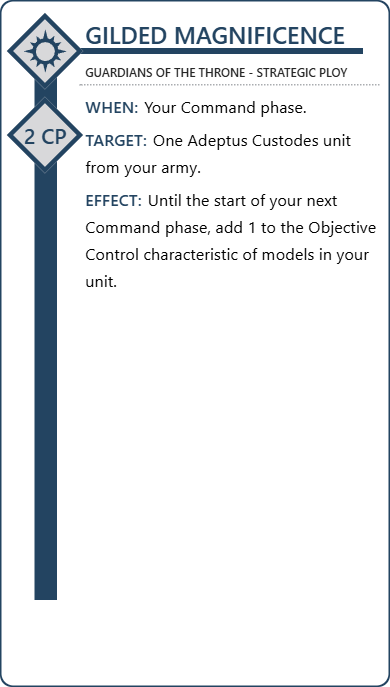 GILDED MAGNIFICENCE
GUARDIANS OF THE THRONE - STRATEGIC PLOY
WHEN: Your Command phase.
2 CP
TARGET: One Adeptus Custodes unit
from your army.
EFFECT: Until the start of your next
Command phase, add 1 to the Objective
Control characteristic of models in your
unit.